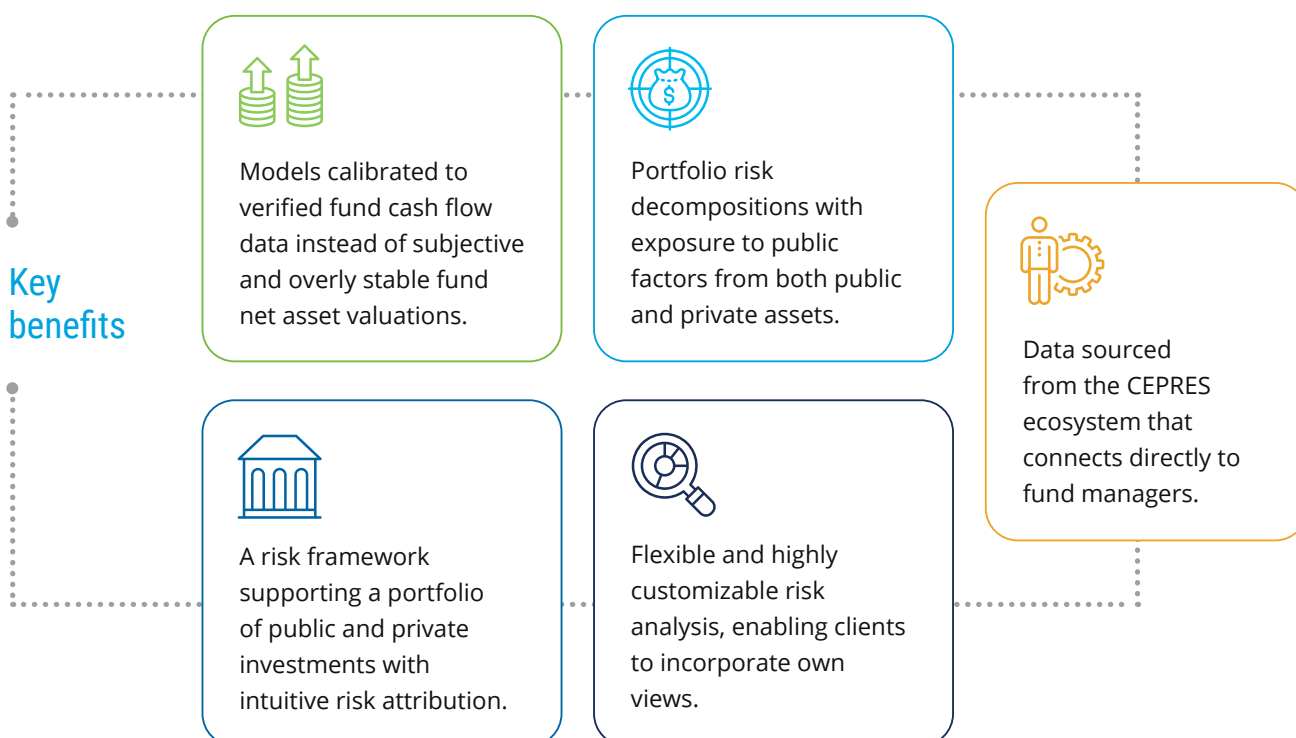 Key
benefits
Models calibrated to
verified fund cash flow
data instead of subjective
and overly stable fund
net asset valuations.
$
Portfolio risk
decompositions with
exposure to public
factors from both public
and private assets.
Data sourced
from the CEPRES
ecosystem that
connects directly to
fund managers.
A risk framework
supporting a portfolio
of public and private
investments with
intuitive risk attribution.
Flexible and highly
customizable risk
analysis, enabling clients
to incorporate own
views.